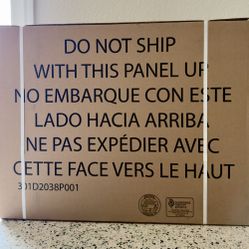 DO NOT SHIP
WITH THIS PANEL UP
NO EMBARQUE CON ESTE
LADO HACIA ARRIBA
NE PAS EXPÉDIER AVEC
CETTE FACE VERS LE HAUT
301D2038P001